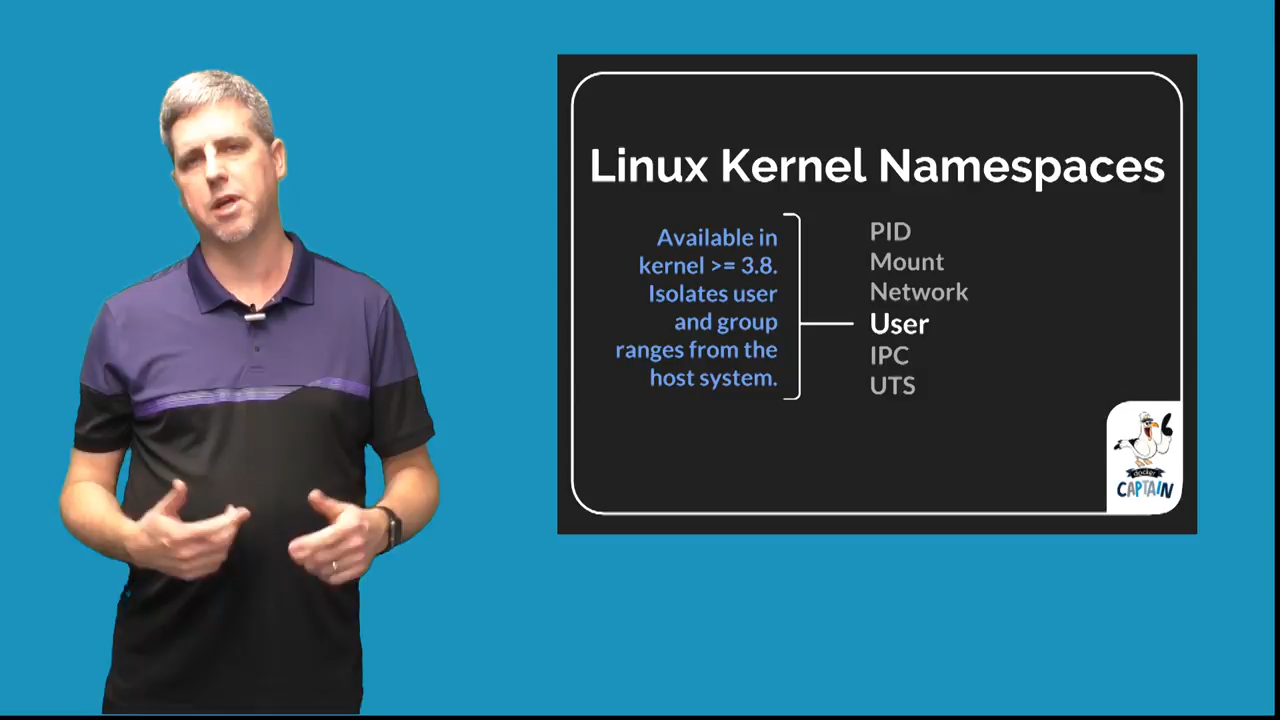 Linux Kernel Namespaces
Available in
kernel >= 3.8.
Isolates user
and group
ranges from the
host system.
PID
Mount
Network
User
IPC
UTS
docker
CAPTAIN